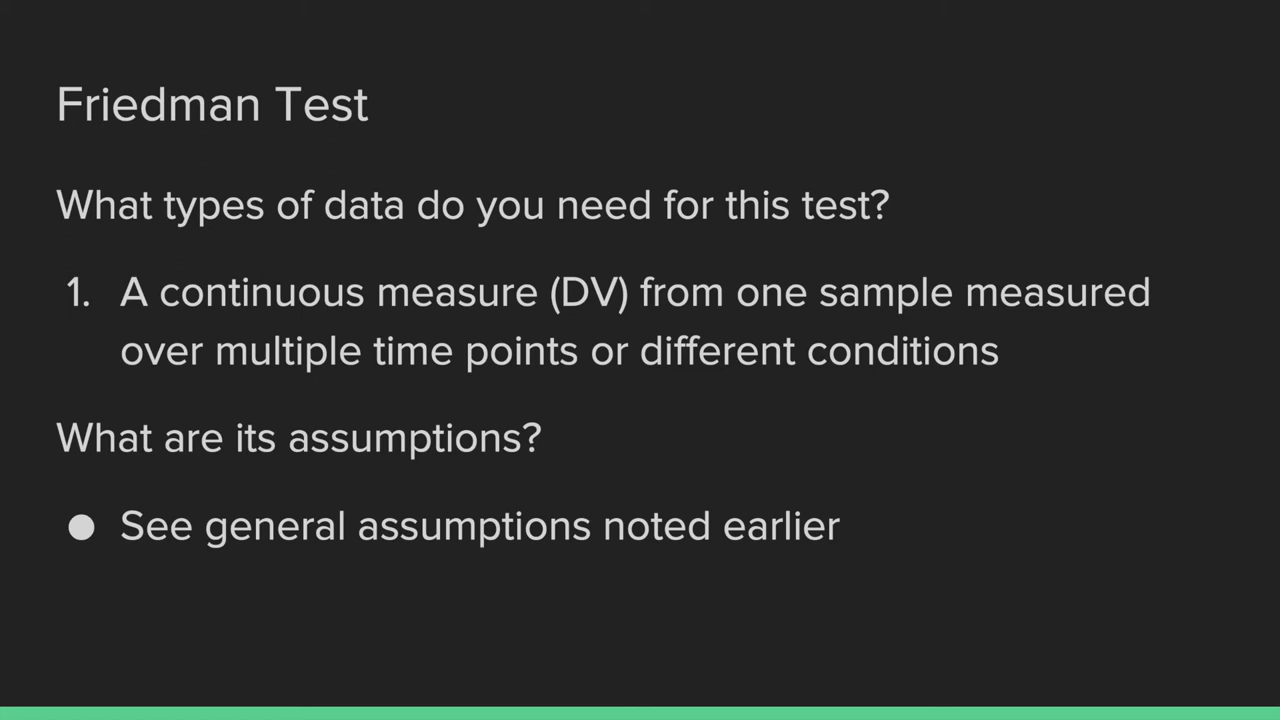 Friedman Test
What types of data do you need for this test?
1. A continuous measure (DV) from one sample measured
over multiple time points or different conditions
What are its assumptions?
● See general assumptions noted earlier